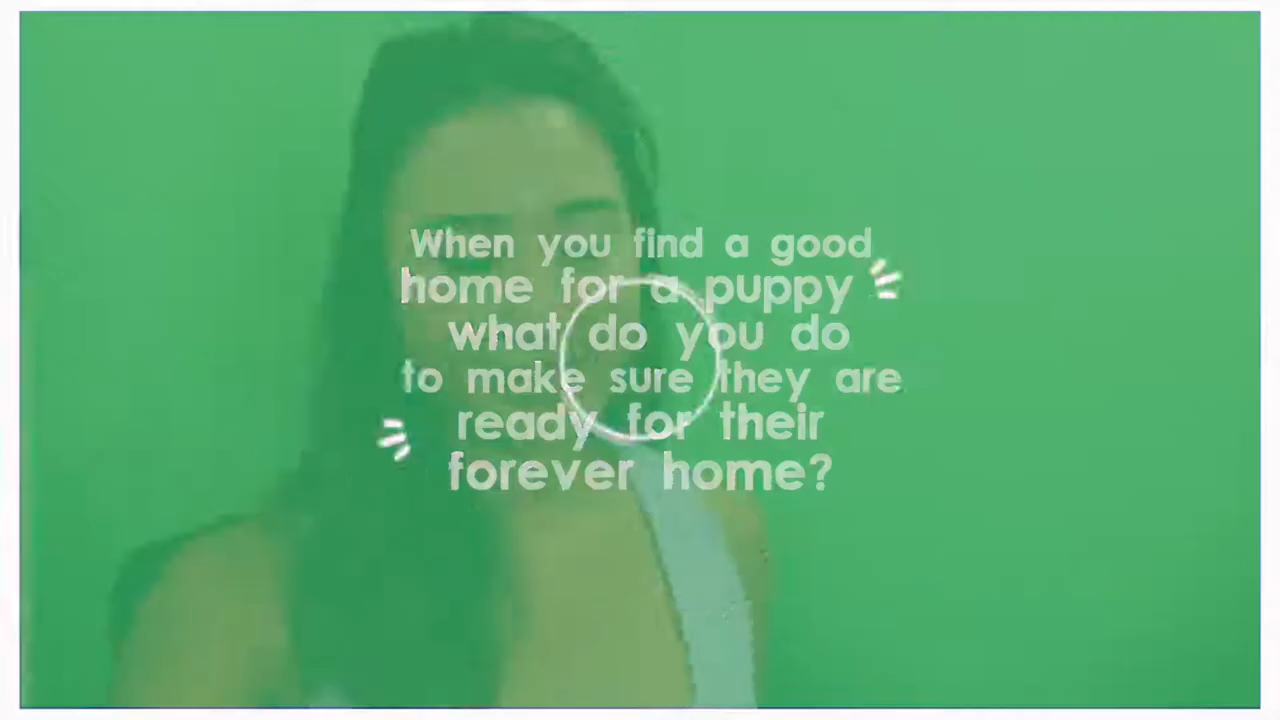 When you find a good
home for a puppy
what do you do
to make sure they are
ready for their
forever home?